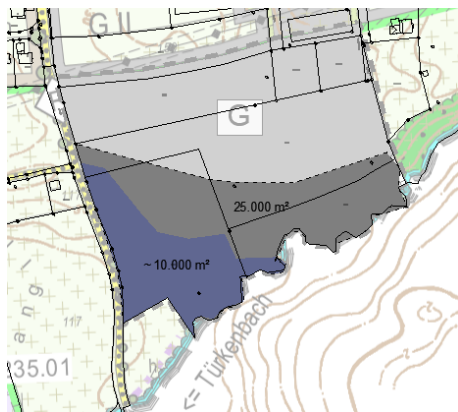 G II
G
25.000 m²
~ 10.000 m²
117
35.01
<= Türkenbach